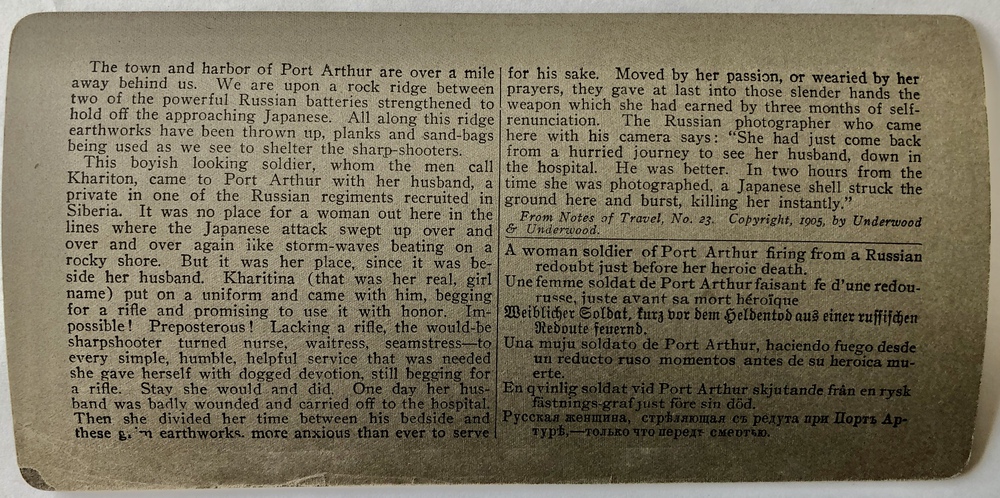 The town and harbor of Port Arthur are over a mile
away behind us. We are upon a rock ridge between
two of the powerful Russian batteries strengthened to
hold off the approaching Japanese. All along this ridge
earthworks have been thrown up, planks and sand-bags
being used as we see to shelter the sharp-shooters.
This boyish looking soldier, whom the men call
Khariton, came to Port Arthur with her husband, a
private in one of the Russian regiments recruited in
Siberia. It was no place for a woman out here in the
lines where the Japanese attack swept up over and
over and over again like storm-waves beating on a
rocky shore. But it was her place, since it was be-
side her husband. Kharitina (that was her real, girl
name) put on a uniform and came with him, begging
for a rifle and promising to use it with honor. Im-
possible! Preposterous! Lacking a rifle, the would-be
sharpshooter turned nurse, waitress, seamstress—to
every simple, humble, helpful service that was needed
she gave herself with dogged devotion, still begging for
a rifle. Stay she would and did. One day her hus-
band was badly wounded and carried off to the hospital.
Then she divided her time between his bedside and
these earthworks. more anxious than ever to serve
for his sake. Moved by her passion, or wearied by her
prayers, they gave at last into those slender hands the
weapon which she had earned by three months of self-
renunciation. The Russian photographer who came
here with his camera says: “She had just come back
from a hurried journey to see her husband, down in
the hospital. He was better. In two hours from the
time she was photographed, a Japanese shell struck the
ground here and burst, killing her instantly.”
From Notes of Travel, No. 23. Copyright, 1905, by Underwood
& Underwood.
A woman soldier of Port Arthur firing from a Russian
redoubt just before her heroic death.
Une femme soldat de Port Arthur faisant fe d'une redou-
russe, juste avant sa mort héroïque
Weiblicher Soldat, kurz vor dem Heldentod aus einer russischen
Redoute feuernd.
Una muju soldato de Port Arthur, haciendo fuego desde
un reducto ruso momentos antes de su heroica mu-
erte.
En qvinlig soldat vid Port Arthur skjutande från en rysk
fästnings-graf just före sin död.
Русская женщина, стрѣляющая съ редута при Портъ Ар-
турѣ,—только что передъ смертью.